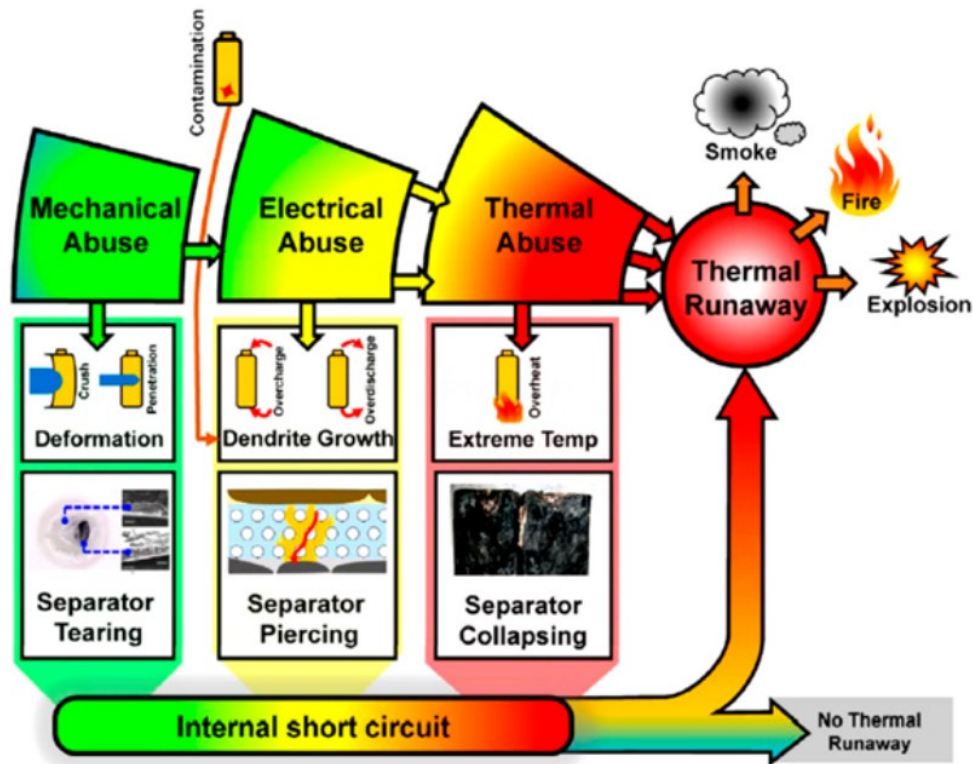 Contamination
Mechanical
Abuse
Electrical
Abuse
Thermal
Abuse
Smoke
Fire
Thermal
Runaway
Explosion
Crush
Penetration
Deformation
Overcharge
Overdischarge
Dendrite Growth
Overheat
Extreme Temp
Separator
Tearing
Separator
Piercing
Separator
Collapsing
Internal short circuit
No Thermal
Runaway